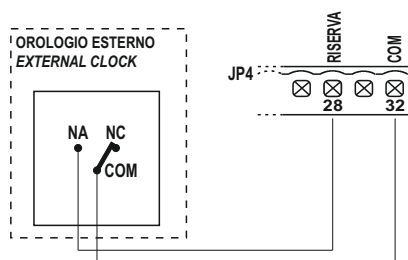 OROLOGIO ESTERNO
EXTERNAL CLOCK
NA NC
COM
JP4
RISERVA
COM
28 32